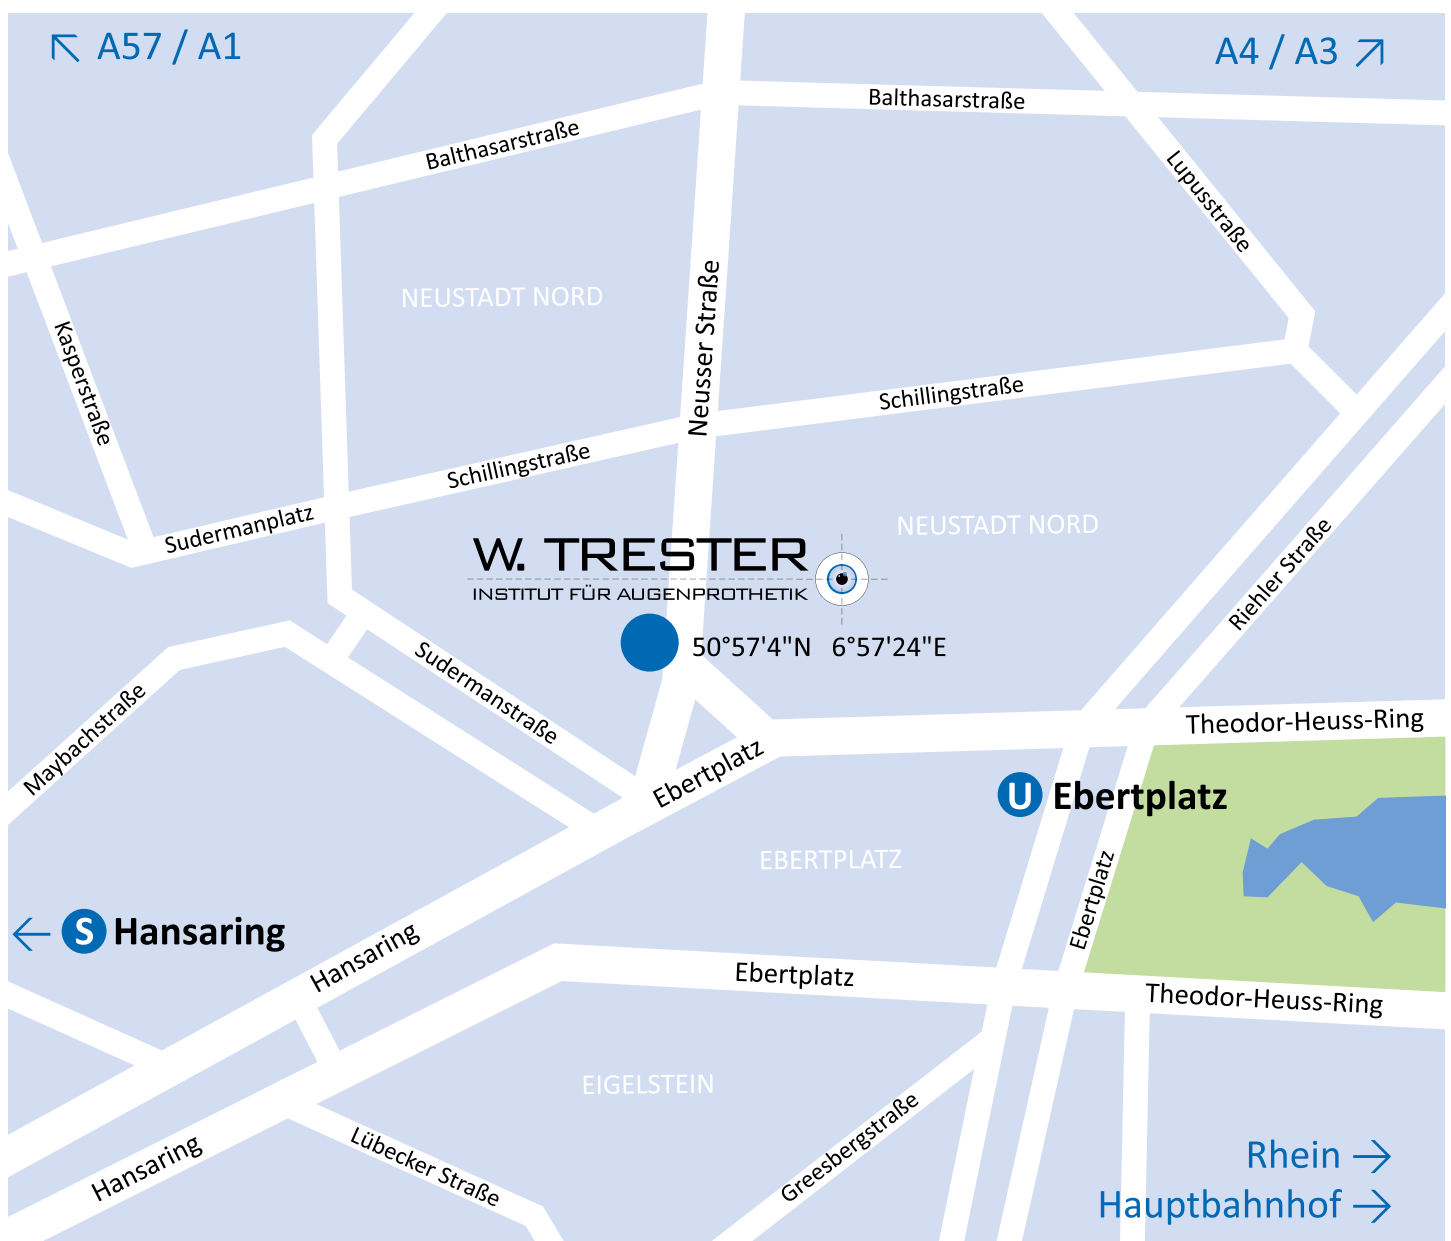 A57 / A1
A4 / A3
Balthasarstraße
Balthasarstraße
Lupusstraße
NEUSTADT NORD
Neusser Straße
Kasperstraße
Schillingstraße
Schillingstraße
Sudermanplatz
NEUSTADT NORD
W. TRESTER
INSTITUT FÜR AUGENPROTHETIK
50°57'4"N 6°57'24"E
Riehler Straße
Sudermanstraße
Maybachstraße
Theodor-Heuss-Ring
Ebertplatz
U Ebertplatz
EBERTPLATZ
Ebertplatz
S Hansaring
Hansaring
Ebertplatz
Theodor-Heuss-Ring
EIGELSTEIN
Greesbergstraße
Lübecker Straße
Hansaring
Rhein
Hauptbahnhof